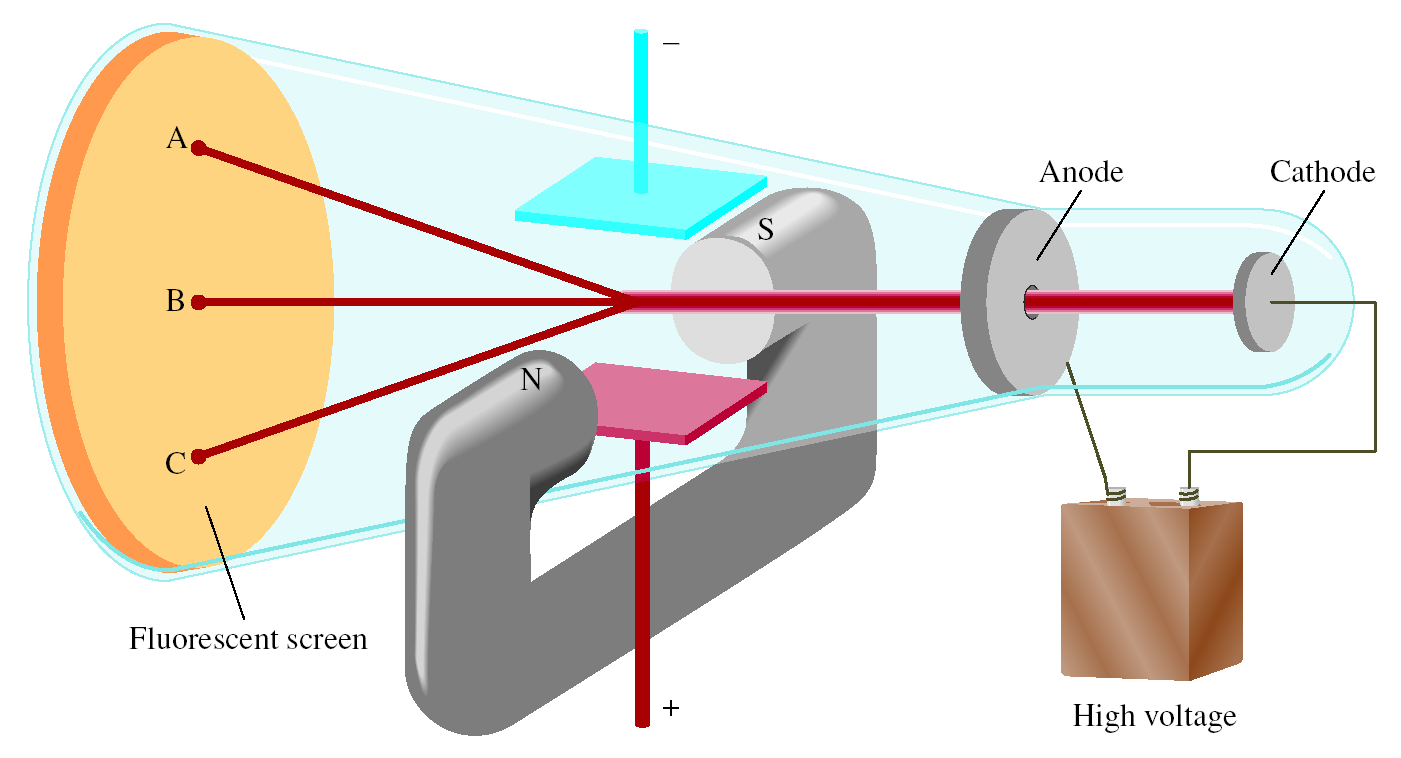 −
A
Anode
Cathode
S
B
N
C
Fluorescent screen
+
High voltage